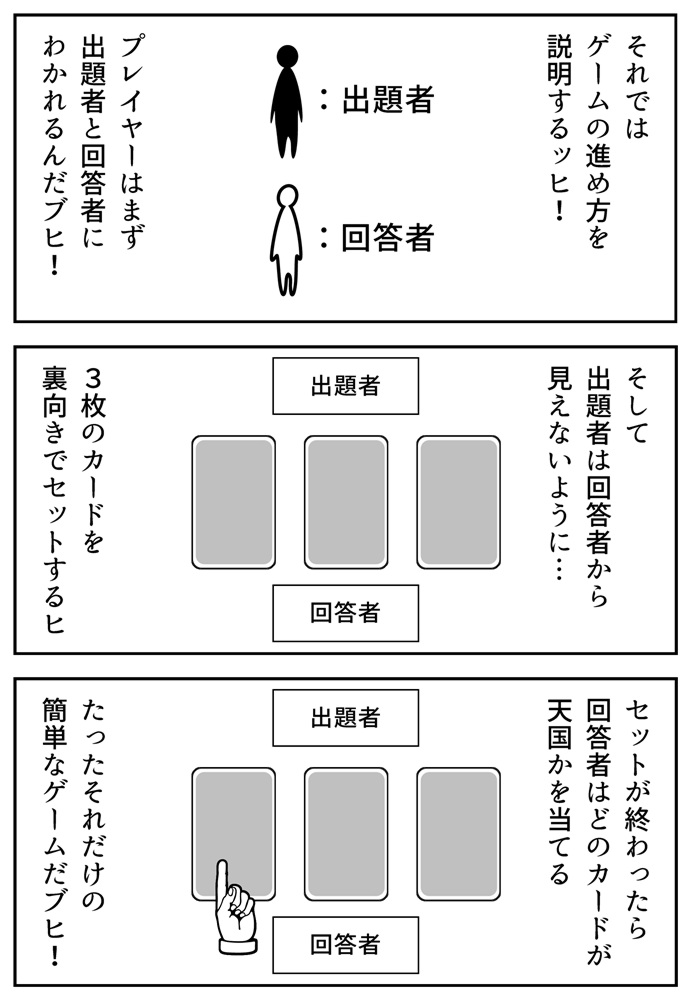 それでは
ゲームの進め方を
説明するッヒ！
：出題者
：回答者
プレイヤーはまず
出題者と回答者に
わかれるんだブヒ！
そして
出題者は回答者から
見えないように…
出題者
回答者
３枚のカードを
裏向きでセットするヒ
セットが終わったら
回答者はどのカードが
天国かを当てる
出題者
回答者
たったそれだけの
簡単なゲームだブヒ！